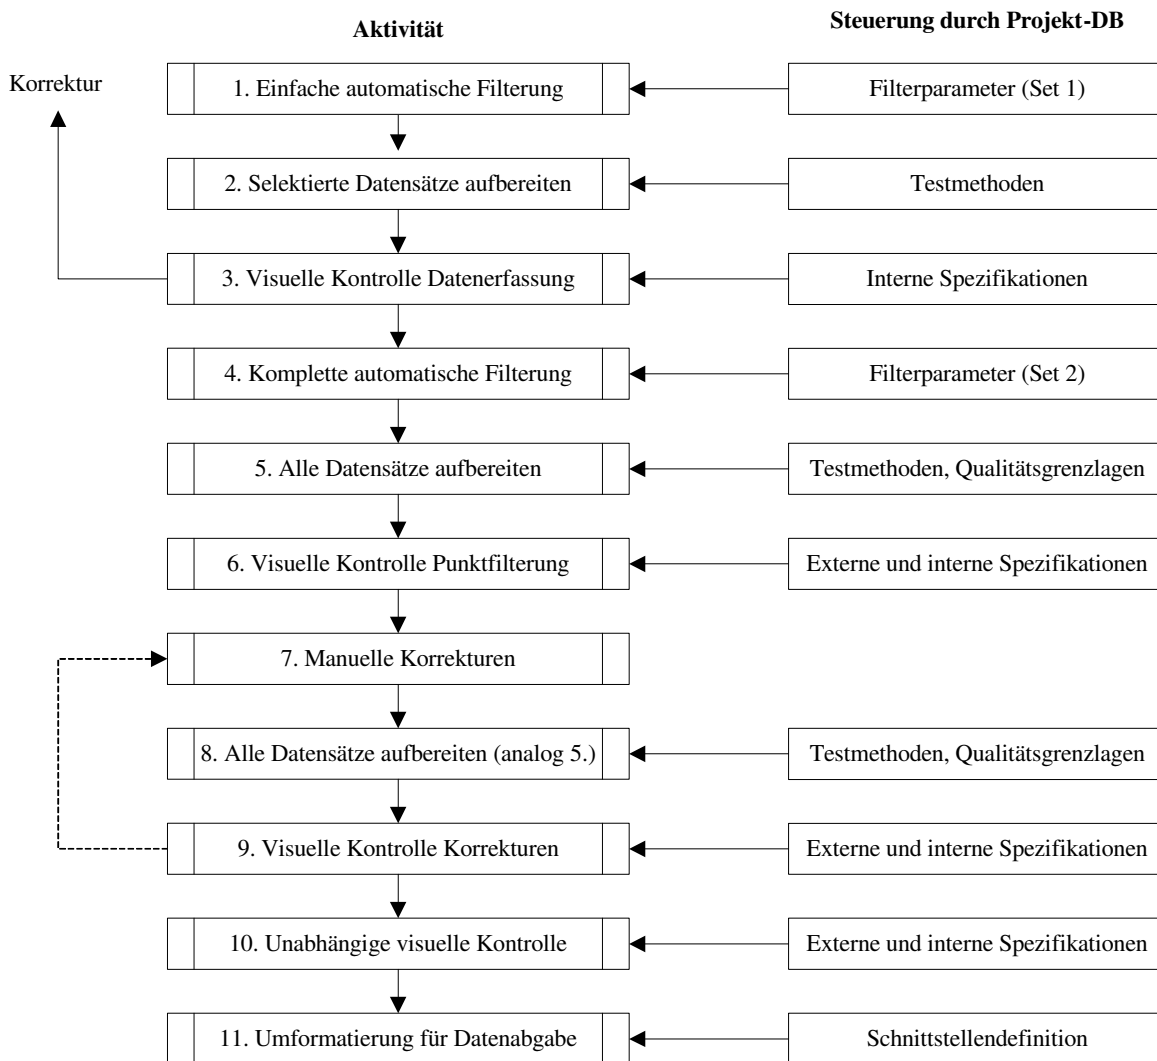 Aktivität
Steuerung durch Projekt-DB
Korrektur
1. Einfache automatische Filterung
Filterparameter (Set 1)
2. Selektierte Datensätze aufbereiten
Testmethoden
3. Visuelle Kontrolle Datenerfassung
Interne Spezifikationen
4. Komplette automatische Filterung
Filterparameter (Set 2)
5. Alle Datensätze aufbereiten
Testmethoden, Qualitätsgrenzlagen
6. Visuelle Kontrolle Punktfilterung
Externe und interne Spezifikationen
7. Manuelle Korrekturen
8. Alle Datensätze aufbereiten (analog 5.)
Testmethoden, Qualitätsgrenzlagen
9. Visuelle Kontrolle Korrekturen
Externe und interne Spezifikationen
10. Unabhängige visuelle Kontrolle
Externe und interne Spezifikationen
11. Umformatierung für Datenabgabe
Schnittstellendefinition